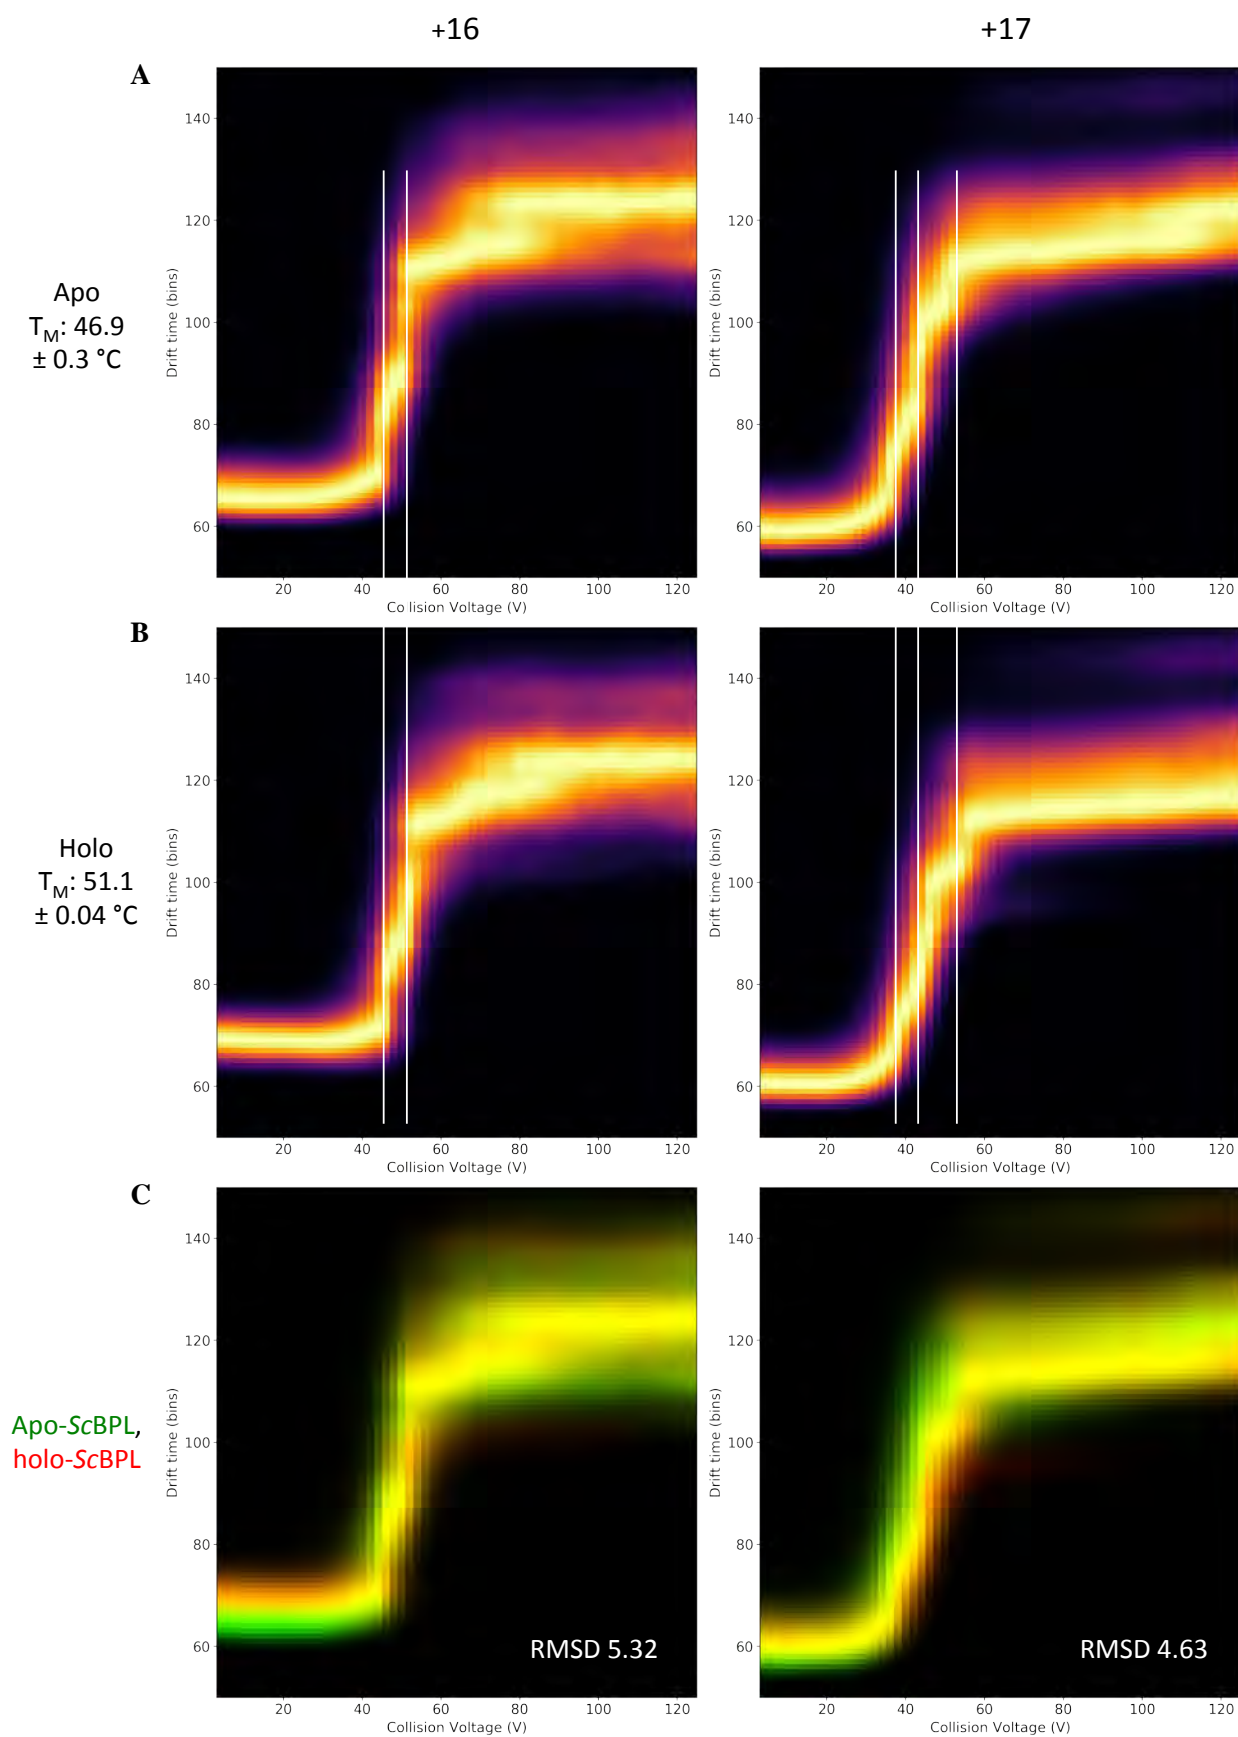 +16
+17
A
140
120
100
80
60
Drift time (bins)
20
40
60
80
100
120
Collision Voltage (V)
140
120
100
80
60
Drift time (bins)
20
40
60
80
100
120
Collision Voltage (V)
Apo
TM: 46.9
± 0.3 °C
B
140
120
100
80
60
Drift time (bins)
20
40
60
80
100
120
Collision Voltage (V)
140
120
100
80
60
Drift time (bins)
20
40
60
80
100
120
Collision Voltage (V)
Holo
TM: 51.1
± 0.04 °C
C
140
120
100
80
60
Drift time (bins)
RMSD 5.32
20
40
60
80
100
120
Collision Voltage (V)
140
120
100
80
60
Drift time (bins)
RMSD 4.63
20
40
60
80
100
120
Collision Voltage (V)
Apo-ScBPL,
holo-ScBPL